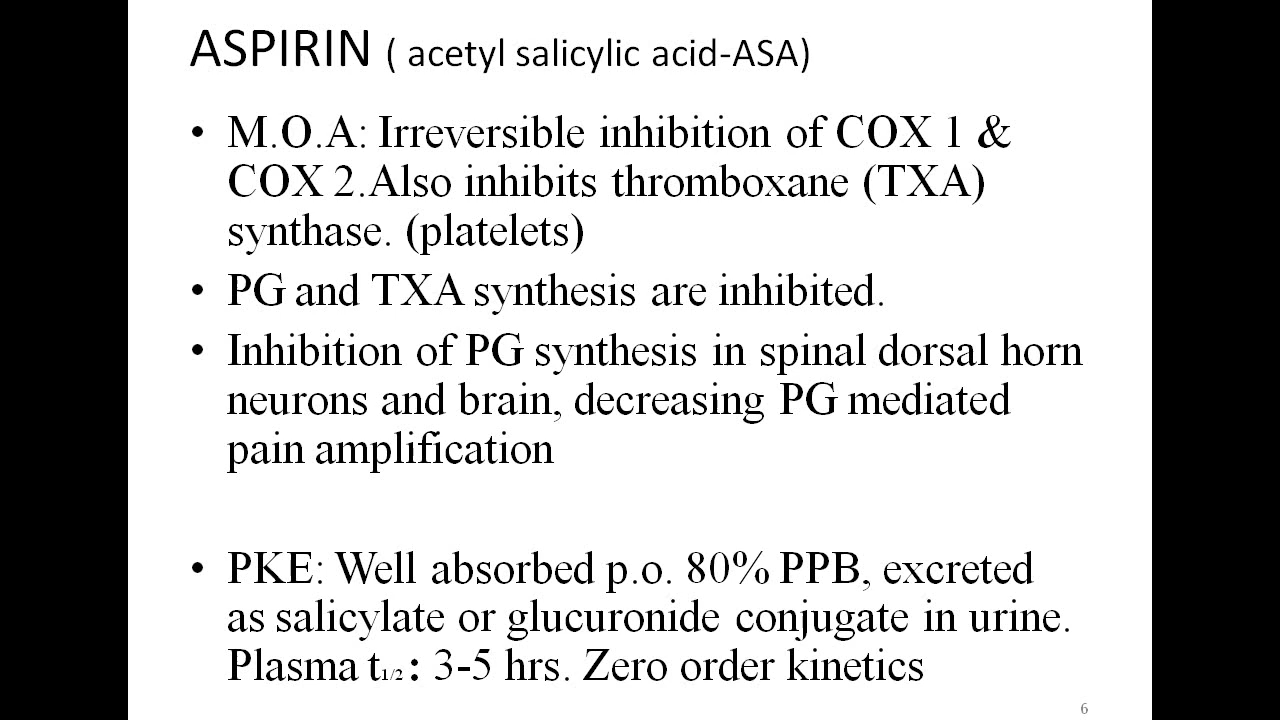 ASPIRIN ( acetyl salicylic acid-ASA)
• M.O.A: Irreversible inhibition of COX 1 &
COX 2.Also inhibits thromboxane (TXA)
synthase. (platelets)
• PG and TXA synthesis are inhibited.
• Inhibition of PG synthesis in spinal dorsal horn
neurons and brain, decreasing PG mediated
pain amplification
• PKE: Well absorbed p.o. 80% PPB, excreted
as salicylate or glucuronide conjugate in urine.
Plasma t1/2 : 3-5 hrs. Zero order kinetics
6